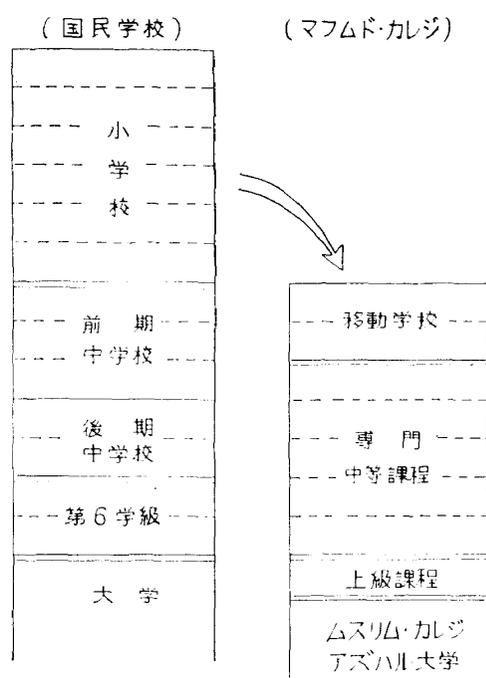 (国民学校)
小
学
校
前期
中学校
後期
中学校
第6学級
大学
(マフムド・カレジ)
移動学校
専門
中等課程
上級課程
ムスリム・カレジ
アズハル大学